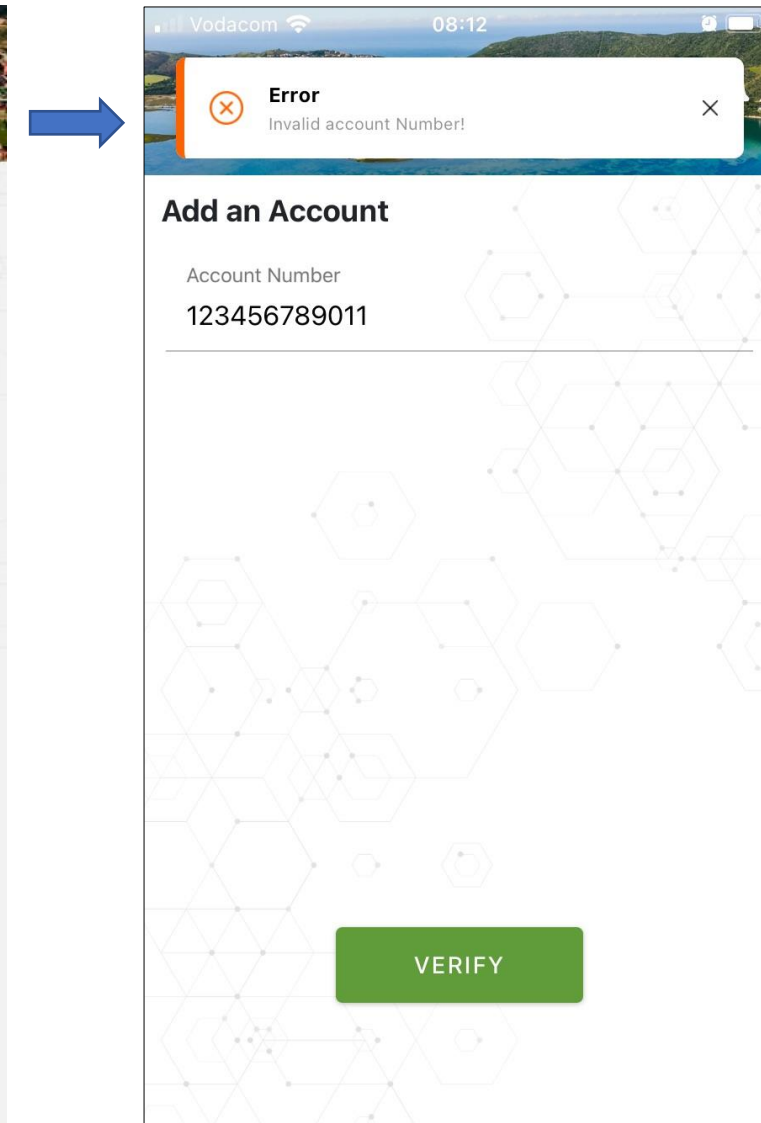 Vodacom 08:12
Error
Invalid account Number!
Add an Account
Account Number
123456789011
VERIFY